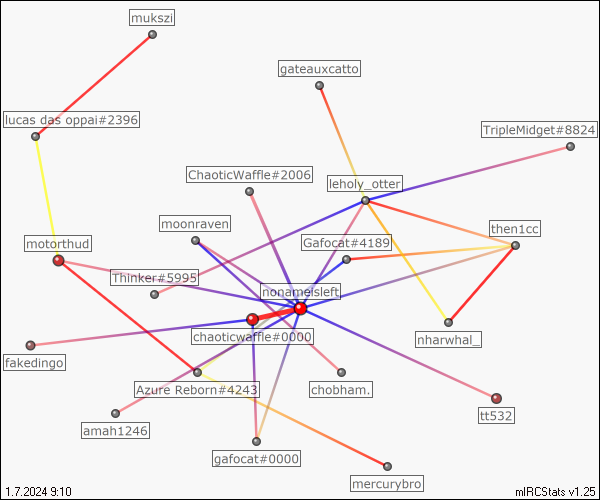 mukszi
gateauxcatto
lucas das oppai#2396
TripleMidget#8824
ChaoticWaffle#2006
leholy_otter
moonraven
then1cc
motorthud
Gafocat#4189
Thinker#5995
nonameisleft
chaoticwaffle#0000
nharwhal_
fakedingo
Azure Reborn#4243
chobham.
tt532
amah1246
gafocat#0000
mercurybro
1.7.2024 9:10
mIRCStats v1.25